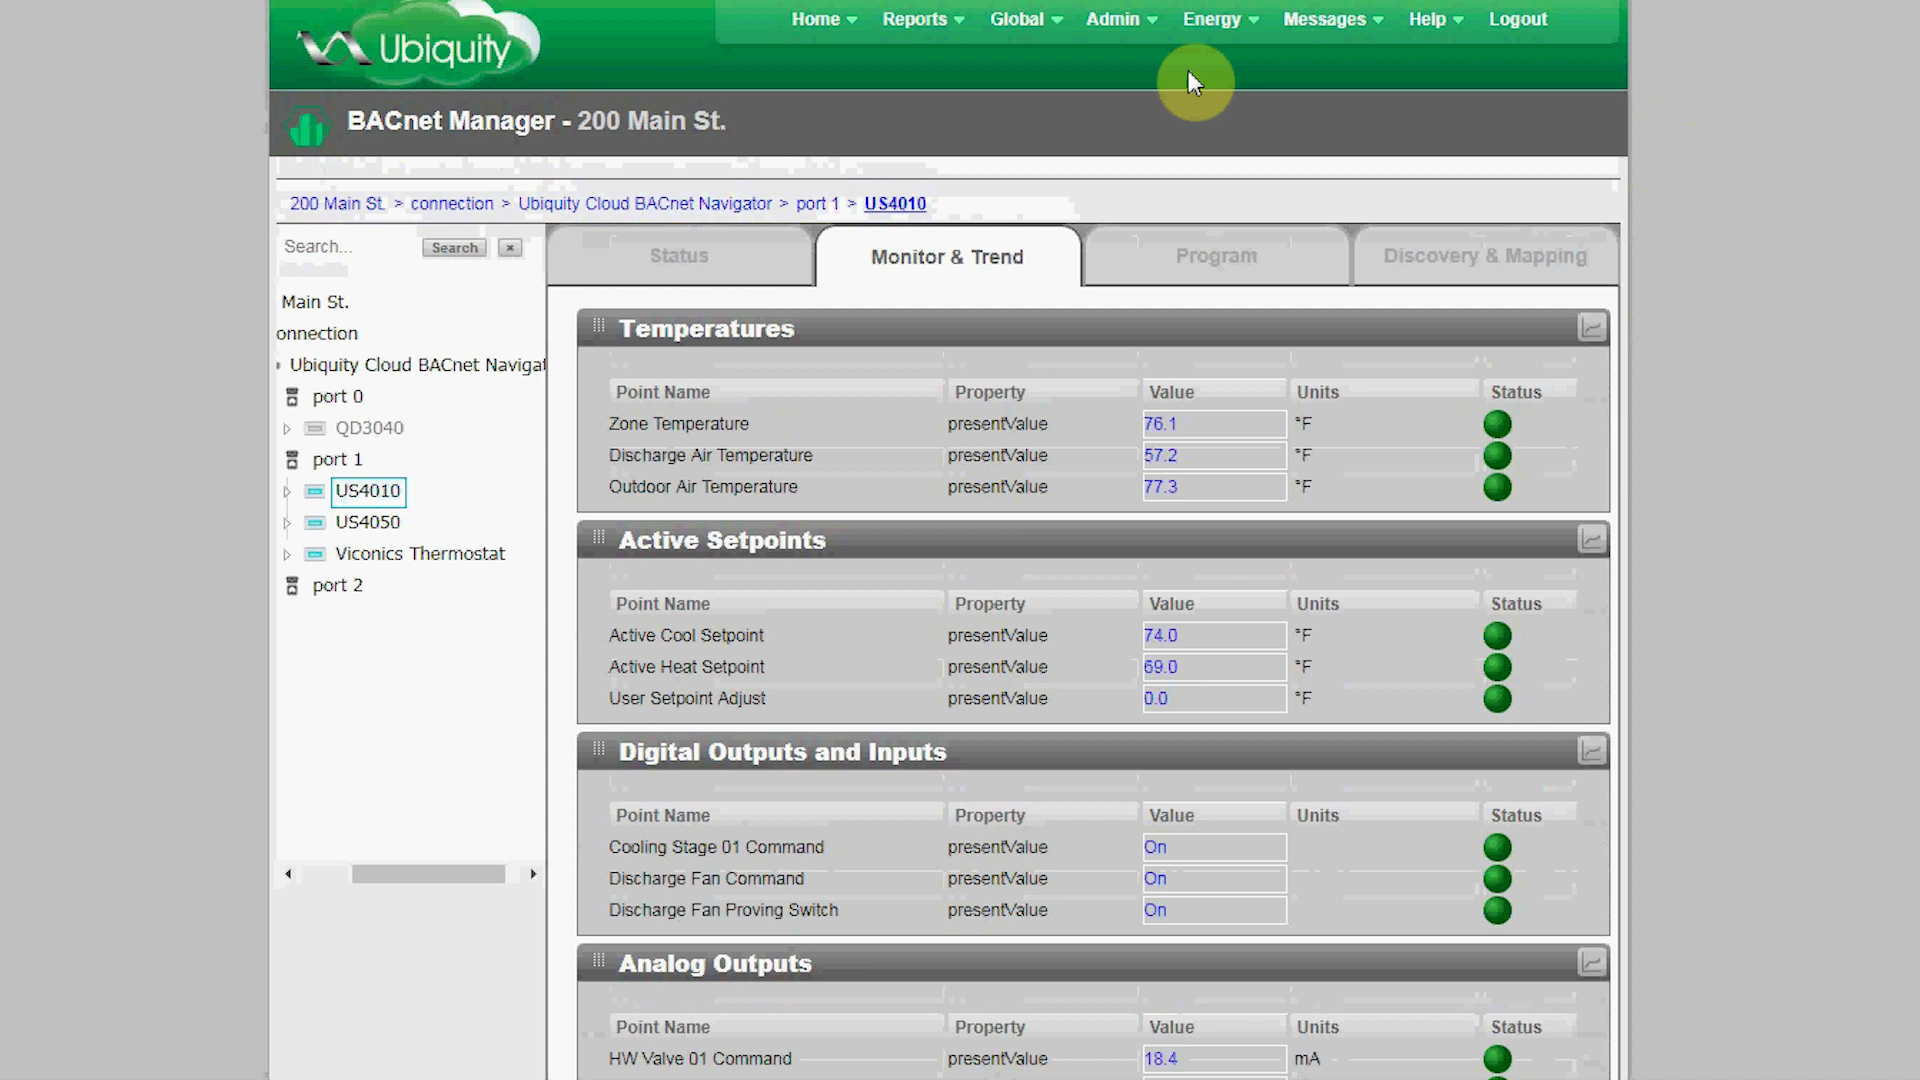 Ubiquity
Home Reports Global Admin Energy Messages Help Logout
BACnet Manager - 200 Main St.
200 Main St. > connection > Ubiquity Cloud BACnet Navigator > port 1 > US4010
Search... Search ×
Status Monitor & Trend Program Discovery & Mapping
Main St.
onnection
Ubiquity Cloud BACnet Navigat
port 0
QD3040
port 1
US4010
US4050
Viconics Thermostat
port 2
Temperatures
Point Name Property Value Units Status
Zone Temperature presentValue 76.1 °F
Discharge Air Temperature presentValue 57.2 °F
Outdoor Air Temperature presentValue 77.3 °F
Active Setpoints
Point Name Property Value Units Status
Active Cool Setpoint presentValue 74.0 °F
Active Heat Setpoint presentValue 69.0 °F
User Setpoint Adjust presentValue 0.0 °F
Digital Outputs and Inputs
Point Name Property Value Units Status
Cooling Stage 01 Command presentValue On
Discharge Fan Command presentValue On
Discharge Fan Proving Switch presentValue On
Analog Outputs
Point Name Property Value Units Status
HW Valve 01 Command presentValue 18.4 mA